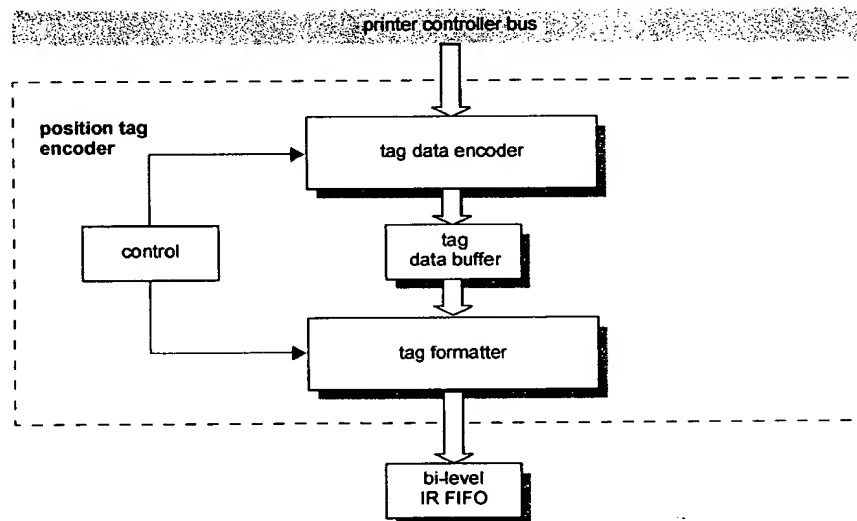 printer controller bus
position tag
encoder
tag data encoder
control
tag
data buffer
tag formatter
bi-level
IR FIFO